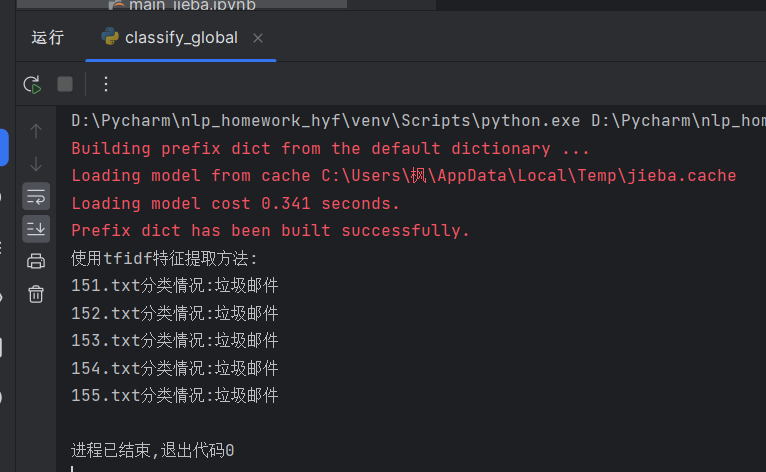 main_jieba.ipynb
运行
classify_global
D:\Pycharm\nlp_homework_hyf\venv\Scripts\python.exe D:\Pycharm\nlp_hom
Building prefix dict from the default dictionary ...
Loading model from cache C:\Users\枫\AppData\Local\Temp\jieba.cache
Loading model cost 0.341 seconds.
Prefix dict has been built successfully.
使用tfidf特征提取方法:
151.txt分类情况:垃圾邮件
152.txt分类情况:垃圾邮件
153.txt分类情况:垃圾邮件
154.txt分类情况:垃圾邮件
155.txt分类情况:垃圾邮件
进程已结束,退出代码0